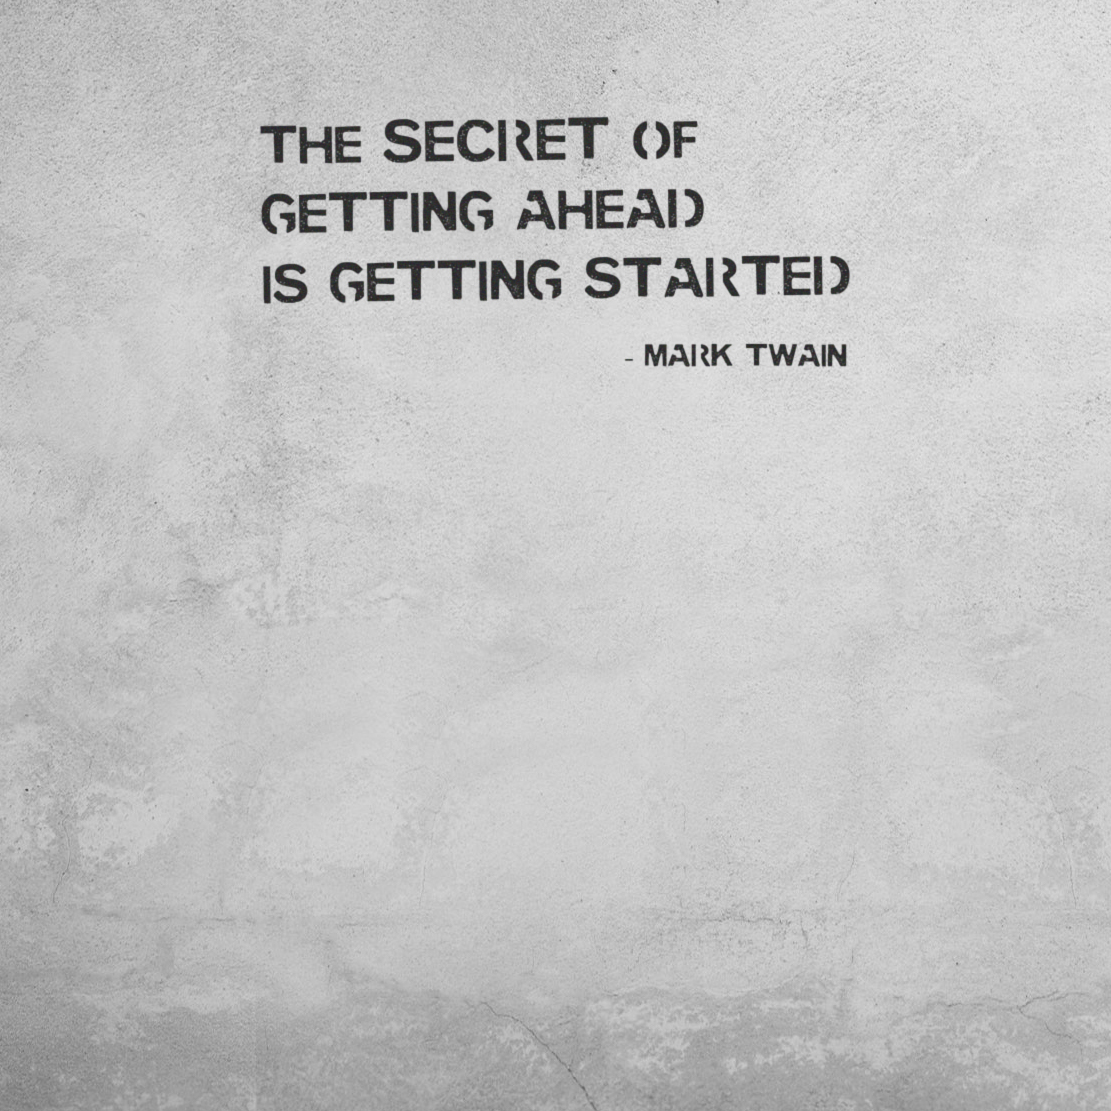 THE SECRET OF
GETTING AHEAD
IS GETTING STARTED
- MARK TWAIN